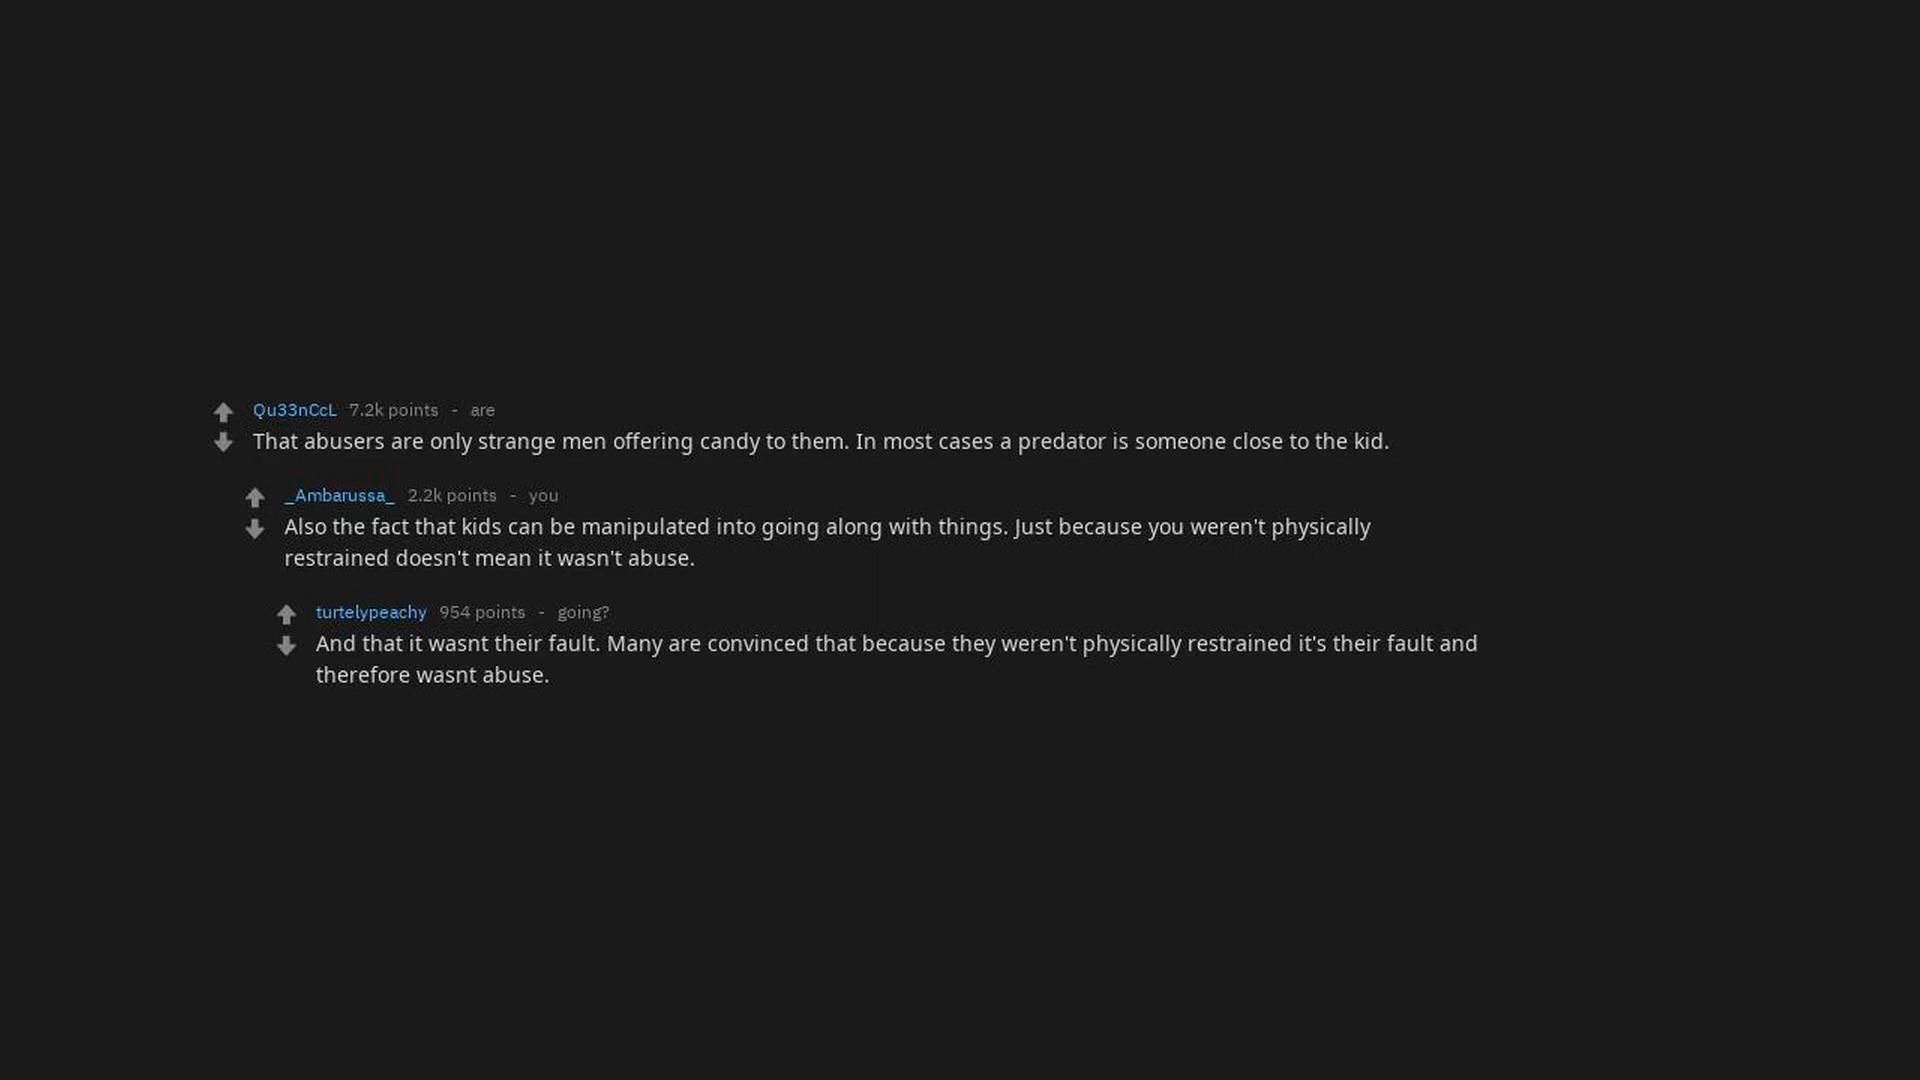 Qu33nCcL 7.2k points - are
That abusers are only strange men offering candy to them. In most cases a predator is someone close to the kid.
_Ambarussa_ 2.2k points - you
Also the fact that kids can be manipulated into going along with things. Just because you weren't physically
restrained doesn't mean it wasn't abuse.
turtelypeachy 954 points - going?
And that it wasnt their fault. Many are convinced that because they weren't physically restrained it's their fault and
therefore wasnt abuse.